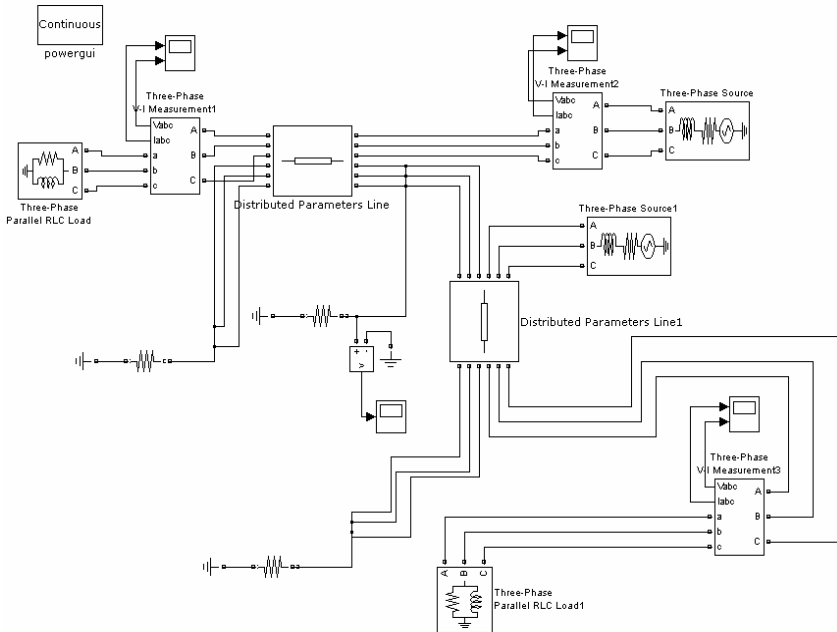 Continuous
powergui
Three-Phase
V-I Measurement1
Vabc
Iabc
A
a
B
b
C
c
A
B
C
Three-Phase
Parallel RLC Load
Distributed Parameters Line
Three-Phase
V-I Measurement2
Vabc
Iabc
A
a
B
b
C
c
Three-Phase Source
A
B
C
Three-Phase Source1
A
B
C
Distributed Parameters Line1
+
-
v
Three-Phase
V-I Measurement3
Vabc
Iabc
A
a
B
b
C
c
A
B
C
Three-Phase
Parallel RLC Load1